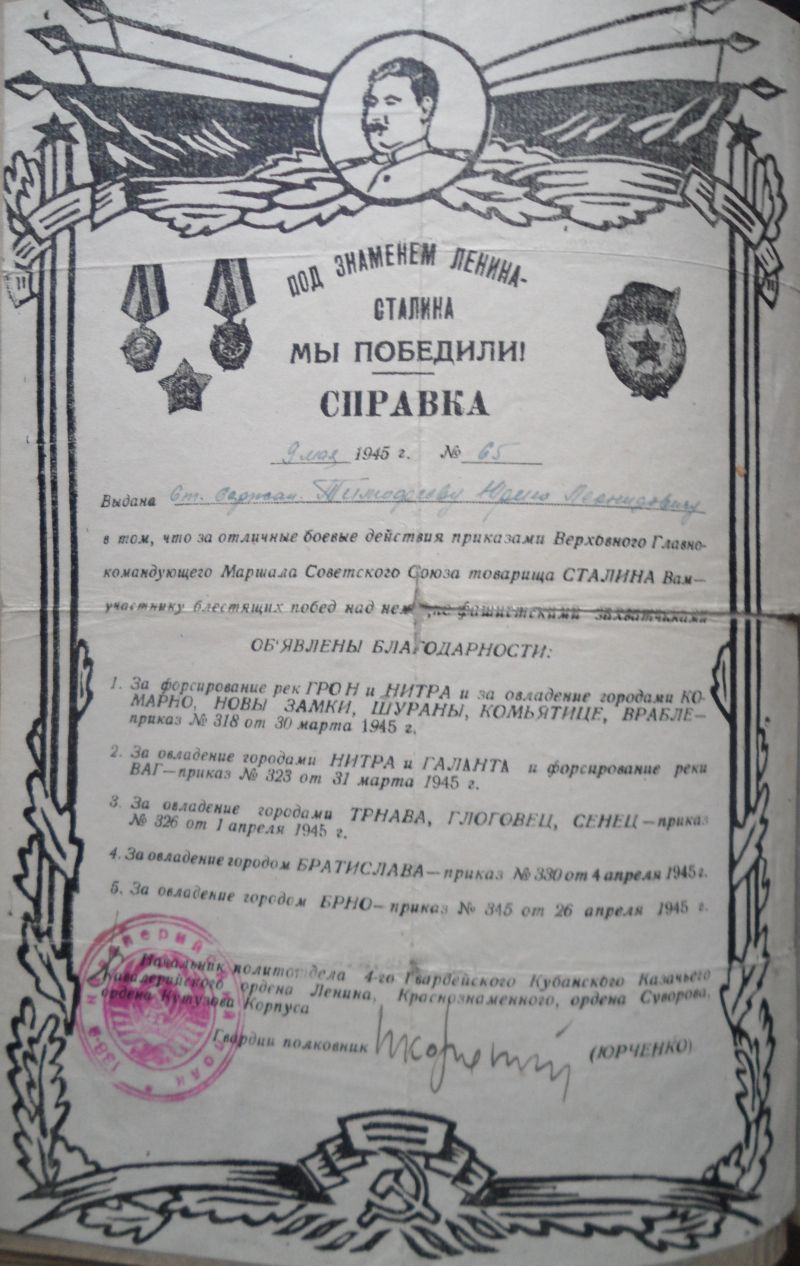 ПОД ЗНАМЕНЕМ ЛЕНИНА-
СТАЛИНА
МЫ ПОБЕДИЛИ!
СПРАВКА
9 мая 1945 г. № 65
Выдана Ст. Сержан. Тимофееву Юрию Леонидовичу
в том, что за отличные боевые действия приказами Верховного Главно-
командующего Маршала Советского Союза товарища СТАЛИНА Вам—
участнику блестящих побед над фашистскими захватчиками
ОБ'ЯВЛЕНЫ БЛАГОДАРНОСТИ:
1. За форсирование рек ГРОН и НИТРА и за овладение городами КО-
МАРНО, НОВЫ ЗАМКИ, ШУРАНЫ, КОМЬЯТИЦЕ, ВРАБЛЕ—
приказ № 318 от 30 марта 1945 г.
2. За овладение городами НИТРА и ГАЛАНТА и форсирование реки
ВАГ—приказ № 323 от 31 марта 1945 г.
3. За овладение городами ТРНАВА, ГЛОГОВЕЦ, СЕНЕЦ—приказ
№ 326 от 1 апреля 1945 г.
4. За овладение городом БРАТИСЛАВА—приказ № 330 от 4 апреля 1945 г.
5. За овладение городом БРНО—приказ № 345 от 26 апреля 1945 г.
Начальник политотдела 4-го Гвардейского Кубанского Казачьего
Кавалерийского ордена Ленина, Краснознаменного, ордена Суворова,
ордена Кутузова Корпуса
Гвардии полковник (ЮРЧЕНКО)